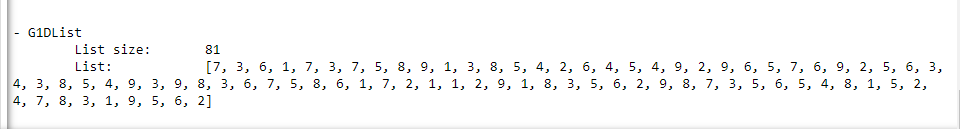 - G1DList
List size: 81
List: [7, 3, 6, 1, 7, 3, 7, 5, 8, 9, 1, 3, 8, 5, 4, 2, 6, 4, 5, 4, 9, 2, 9, 6, 5, 7, 6, 9, 2, 5, 6, 3,
4, 3, 8, 5, 4, 9, 3, 9, 8, 3, 6, 7, 5, 8, 6, 1, 7, 2, 1, 1, 2, 9, 1, 8, 3, 5, 6, 2, 9, 8, 7, 3, 5, 6, 5, 4, 8, 1, 5, 2,
4, 7, 8, 3, 1, 9, 5, 6, 2]